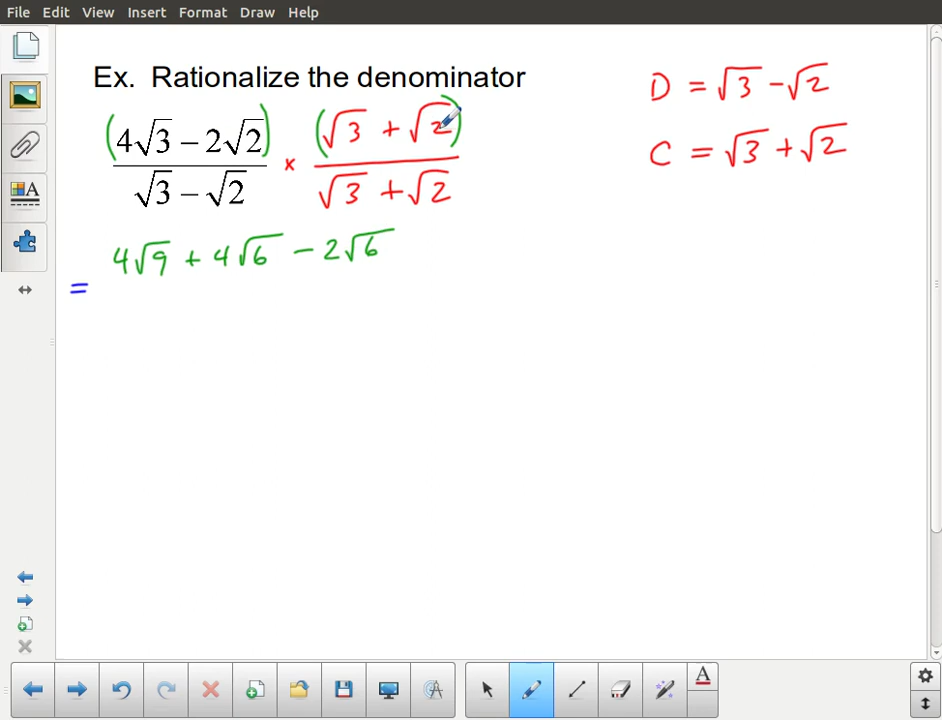 File Edit View Insert Format Draw Help
Ex. Rationalize the denominator
(4√3 − 2√2) (√3 + √2)
×
√3 − √2 √3 + √2
D = √3 − √2
C = √3 + √2
4√9 + 4√6 − 2√6
=
A
A